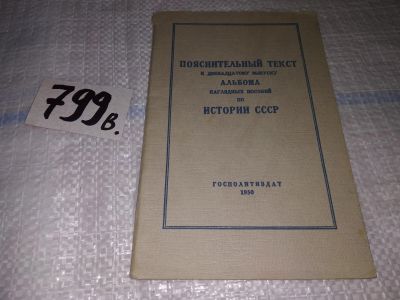 799в.
ПОЯСНИТЕЛЬНЫЙ ТЕКСТ
К ДВЕНАДЦАТОМУ ВЫПУСКУ
АЛЬБОМА
НАГЛЯДНЫХ ПОСОБИЙ
ПО
ИСТОРИИ СССР
ГОСПОЛИТИЗДАТ
1950